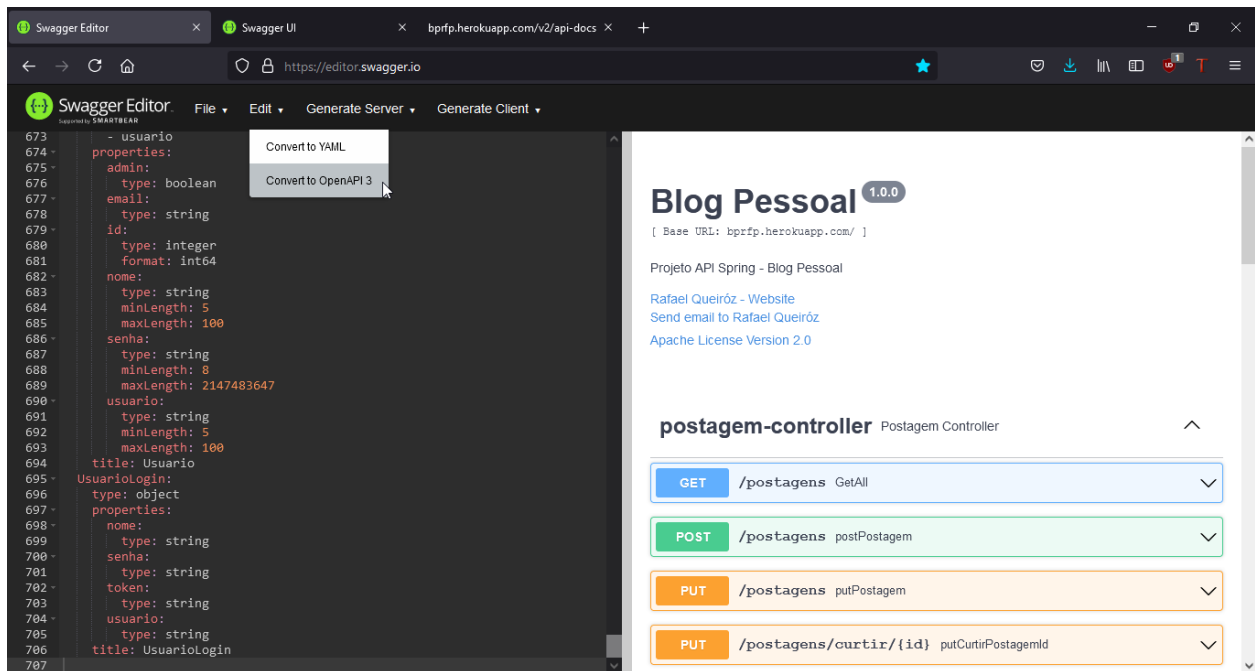 Swagger Editor
Swagger UI
bprfp.herokuapp.com/v2/api-docs
https://editor.swagger.io
1
Swagger Editor.
Supported by SMARTBEAR
File
Edit
Generate Server
Generate Client
Convert to YAML
Convert to OpenAPI 3
673 - usuario
674 properties:
675 admin:
676 type: boolean
677 email:
678 type: string
679 id:
680 type: integer
681 format: int64
682 nome:
683 type: string
684 minLength: 5
685 maxLength: 100
686 senha:
687 type: string
688 minLength: 8
689 maxLength: 2147483647
690 usuario:
691 type: string
692 minLength: 5
693 maxLength: 100
694 title: Usuario
695 UsuarioLogin:
696 type: object
697 properties:
698 nome:
699 type: string
700 senha:
701 type: string
702 token:
703 type: string
704 usuario:
705 type: string
706 title: UsuarioLogin
707
Blog Pessoal 1.0.0
[ Base URL: bprfp.herokuapp.com/ ]
Projeto API Spring - Blog Pessoal
Rafael Queiróz - Website
Send email to Rafael Queiróz
Apache License Version 2.0
postagem-controller Postagem Controller
GET /postagens GetAll
POST /postagens postPostagem
PUT /postagens putPostagem
PUT /postagens/curtir/{id} putCurtirPostagemId